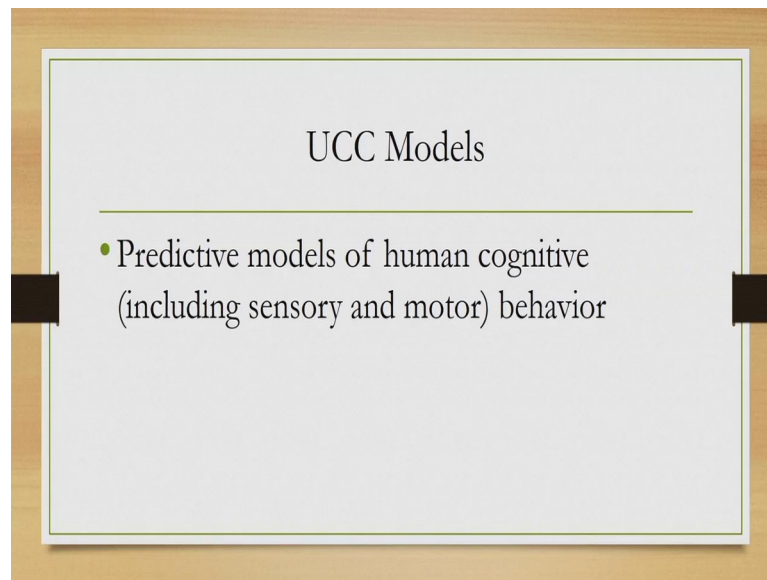 UCC Models
• Predictive models of human cognitive
(including sensory and motor) behavior